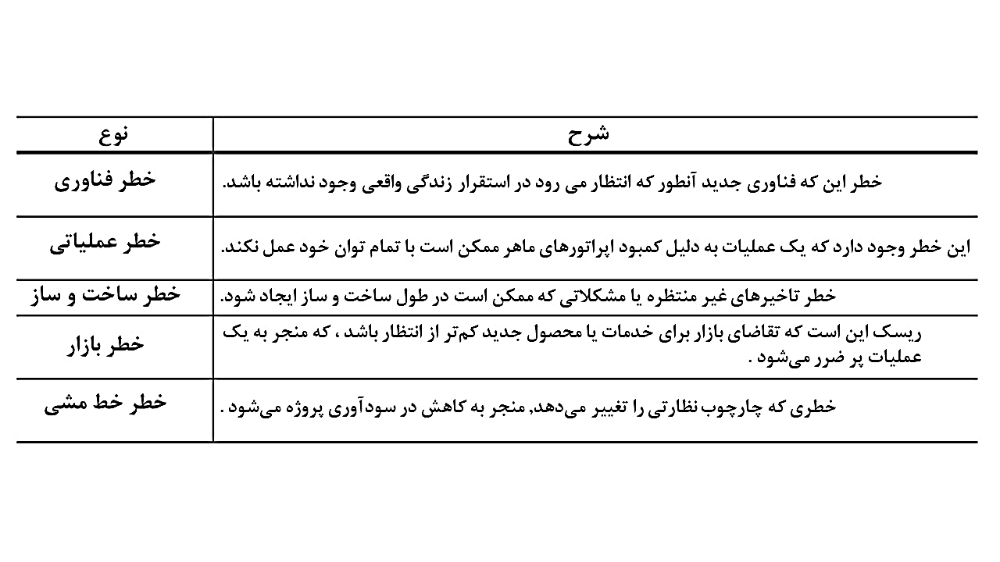 شرح
نوع
خطر این که فناوری جدید آنطور که انتظار می رود در استقرار زندگی واقعی وجود نداشته باشد.
خطر فناوری
این خطر وجود دارد که یک عملیات به دلیل کمبود اپراتورهای ماهر ممکن است با تمام توان خود عمل نکند.
خطر عملیاتی
خطر تاخیرهای غیر منتظره یا مشکلاتی که ممکن است در طول ساخت و ساز ایجاد شود.
خطر ساخت و ساز
ریسک این است که تقاضای بازار برای خدمات یا محصول جدید کم‌تر از انتظار باشد ، که منجر به یک
عملیات پر ضرر می‌شود .
خطر بازار
خطری که چارچوب نظارتی را تغییر می‌دهد, منجر به کاهش در سودآوری پروژه می‌شود .
خطر خط مشی